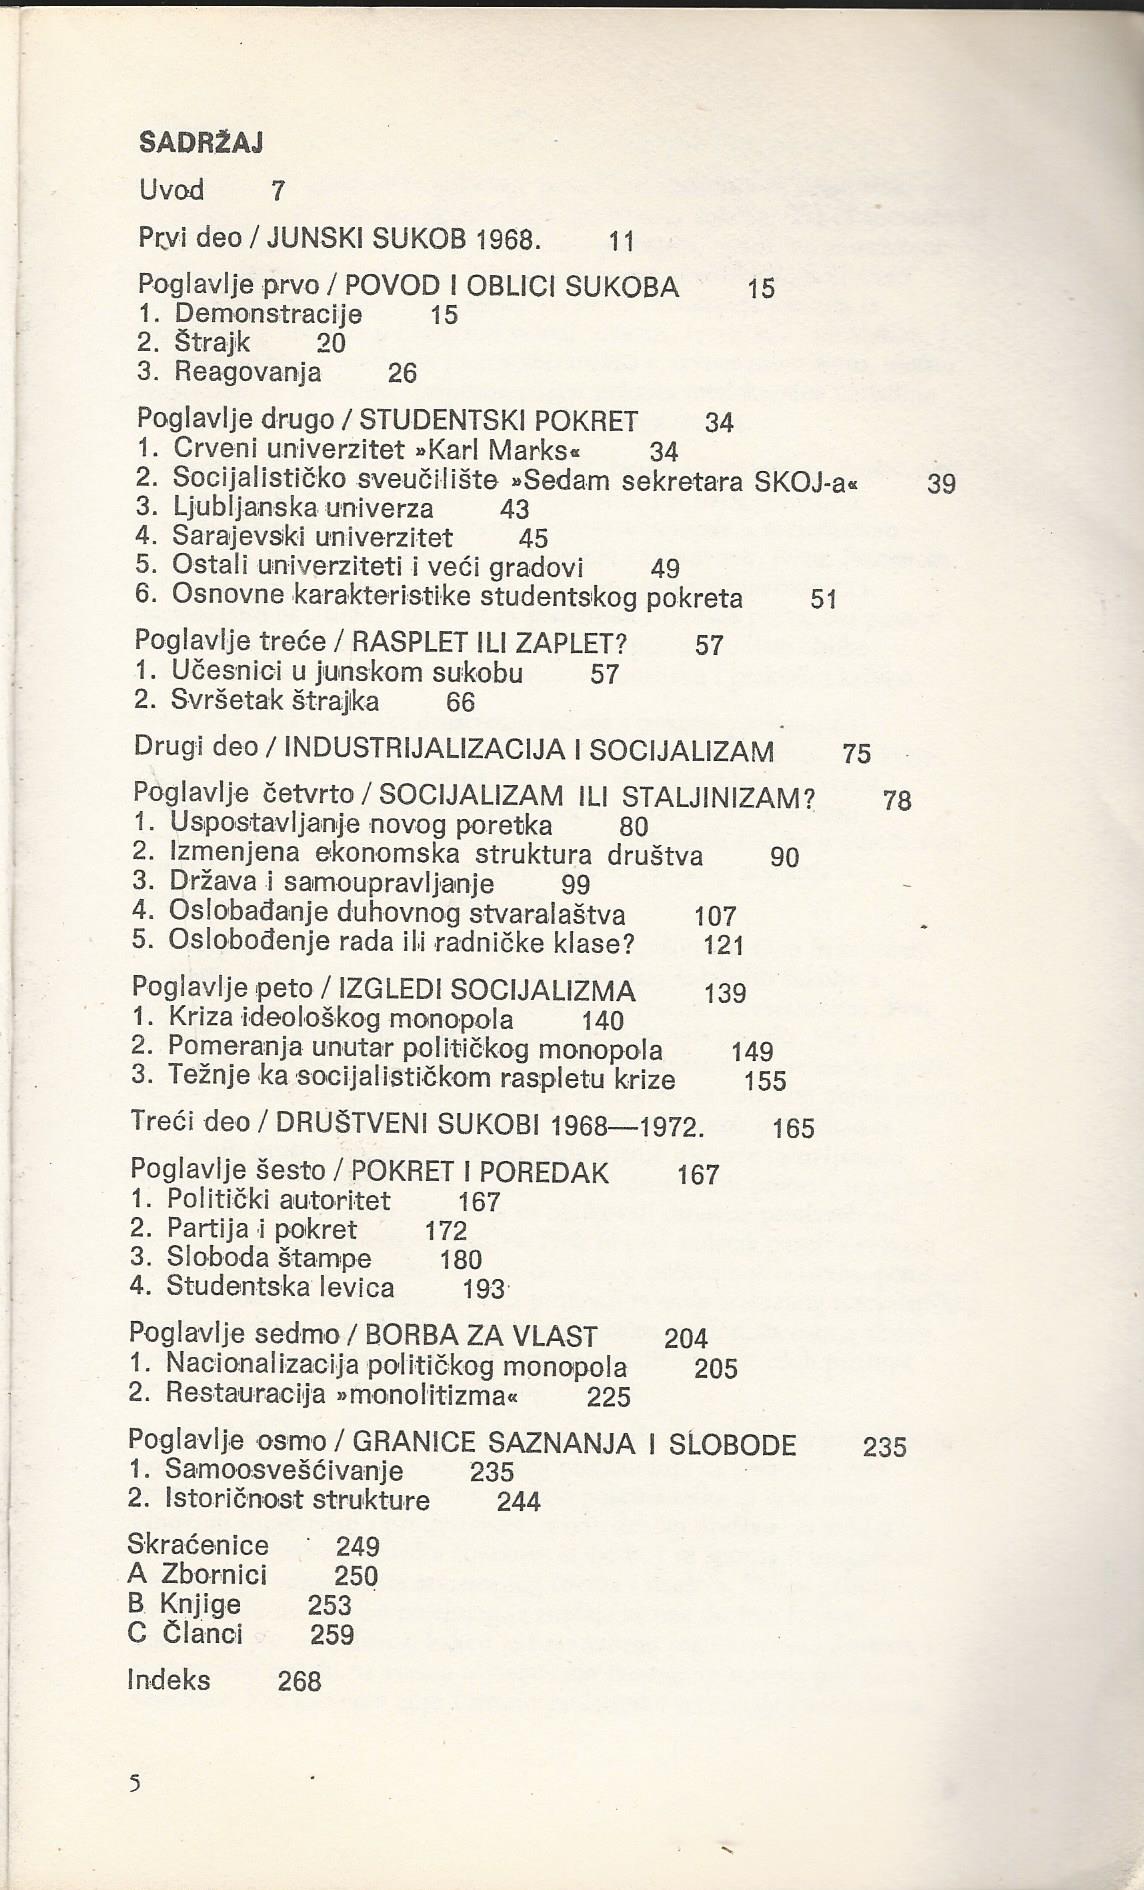 SADRŽAJ
Uvod 7
Prvi deo / JUNSKI SUKOB 1968. 11
Poglavlje prvo / POVOD I OBLICI SUKOBA 15
1. Demonstracije 15
2. Štrajk 20
3. Reagovanja 26
Poglavlje drugo / STUDENTSKI POKRET 34
1. Crveni univerzitet »Karl Marks« 34
2. Socijalističko sveučilište »Sedam sekretara SKOJ-a« 39
3. Ljubljanska univerza 43
4. Sarajevski univerzitet 45
5. Ostali univerziteti i veći gradovi 49
6. Osnovne karakteristike studentskog pokreta 51
Poglavlje treće / RASPLET ILI ZAPLET? 57
1. Učesnici u junskom sukobu 57
2. Svršetak štrajka 66
Drugi deo / INDUSTRIJALIZACIJA I SOCIJALIZAM 75
Poglavlje četvrto / SOCIJALIZAM ILI STALJINIZAM? 78
1. Uspostavljanje novog poretka 80
2. Izmenjena ekonomska struktura društva 90
3. Država i samoupravljanje 99
4. Oslobađanje duhovnog stvaralaštva 107
5. Oslobođenje rada ili radničke klase? 121
Poglavlje peto / IZGLEDI SOCIJALIZMA 139
1. Kriza ideološkog monopola 140
2. Pomeranja unutar političkog monopola 149
3. Težnje ka socijalističkom raspletu krize 155
Treći deo / DRUŠTVENI SUKOBI 1968—1972. 165
Poglavlje šesto / POKRET I POREDAK 167
1. Politički autoritet 167
2. Partija i pokret 172
3. Sloboda štampe 180
4. Studentska levica 193
Poglavlje sedmo / BORBA ZA VLAST 204
1. Nacionalizacija političkog monopola 205
2. Restauracija »monolitizma« 225
Poglavlje osmo / GRANICE SAZNANJA I SLOBODE 235
1. Samoosvešćivanje 235
2. Istoričnost strukture 244
Skraćenice 249
A Zbornici 250
B Knjige 253
C Članci 259
Indeks 268
5